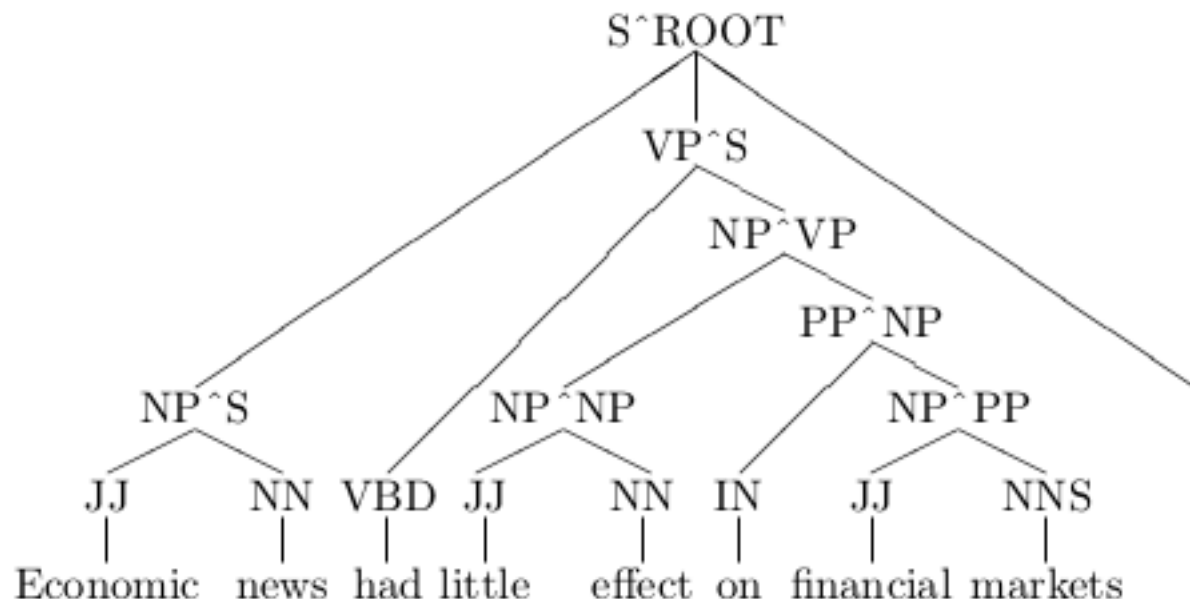 S^ROOT
VP^S
NP^VP
PP^NP
NP^S NP^NP NP^PP
JJ NN VBD JJ NN IN JJ NNS
Economic news had little effect on financial markets